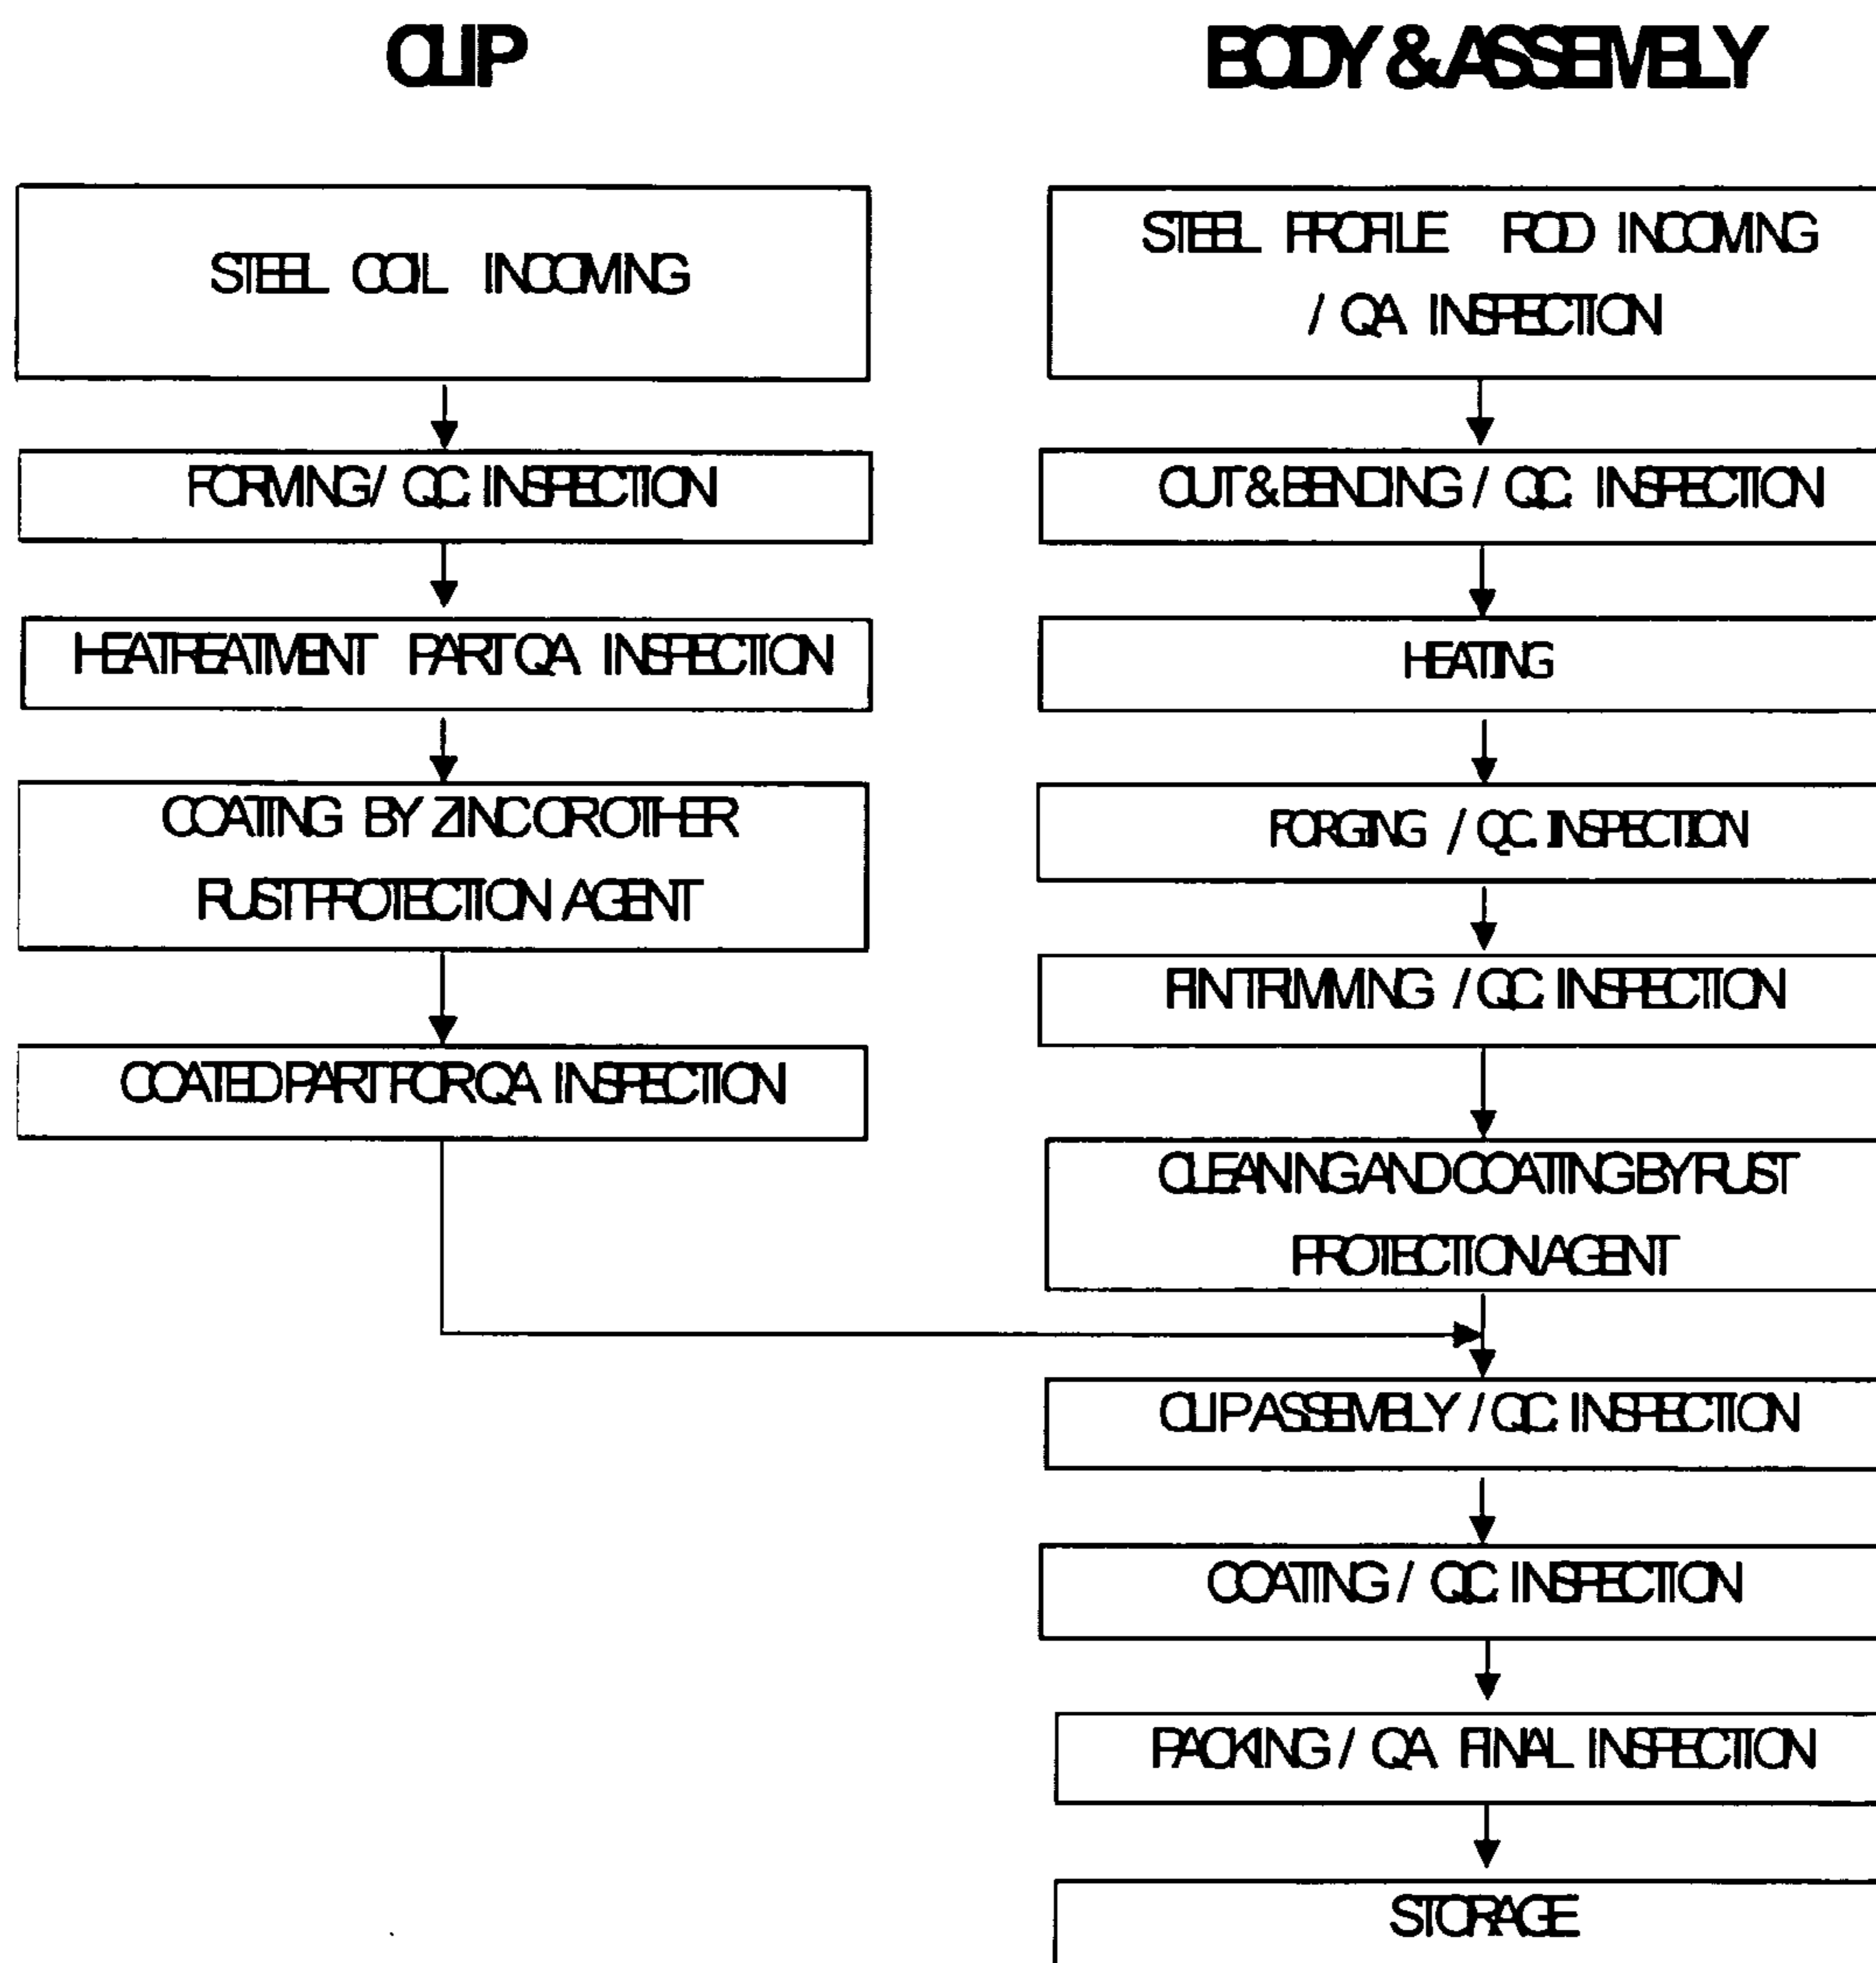 CLIP
STEEL COIL INCOMING
FORMING / QC. INSPECTION
HEATREATMENT PART QA INSPECTION
COATING BY ZINC OR OTHER
RUST PROTECTION AGENT
COATED PART FOR QA INSPECTION
BODY & ASSEMBLY
STEEL PROFILE ROD INCOMING
/ QA INSPECTION
CUT & BENDING / QC. INSPECTION
HEATING
FORGING / QC. INSPECTION
FIN TRIMMING / QC. INSPECTION
CLEANING AND COATING BY RUST
PROTECTION AGENT
CLIP ASSEMBLY / QC. INSPECTION
COATING / QC. INSPECTION
PACKING / QA FINAL INSPECTION
STORAGE